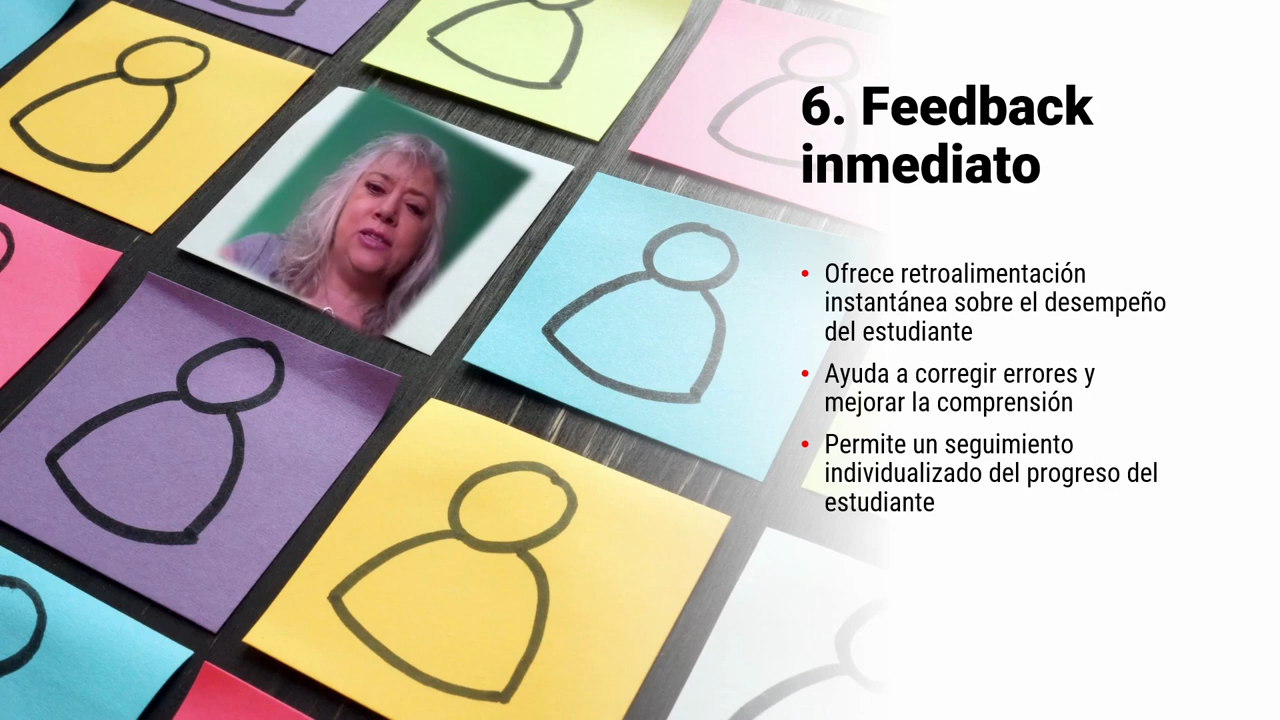 6. Feedback
inmediato
• Ofrece retroalimentación
instantánea sobre el desempeño
del estudiante
• Ayuda a corregir errores y
mejorar la comprensión
• Permite un seguimiento
individualizado del progreso del
estudiante